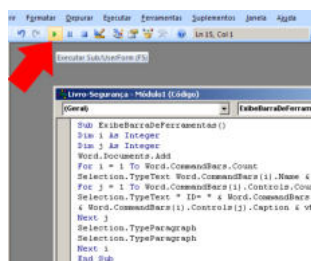 Formatar Depurar Executar Ferramentas Suplementos Janela Ajuda
Ln 15, Col 1
Executar Sub/UserForm (F5)
Livro-Segurança - Módulo1 (Código)
(Geral) ExibeBarraDeFerram
Sub ExibeBarraDeFerramentas()
Dim i As Integer
Dim j As Integer
Word.Documents.Add
For i = 1 To Word.CommandBars.Count
Selection.TypeText Word.CommandBars(i).Name &
For j = 1 To Word.CommandBars(i).Controls.Coun
Selection.TypeText " ID= " & Word.CommandBars
& Word.CommandBars(i).Controls(j).Caption & vb
Next j
Selection.TypeParagraph
Selection.TypeParagraph
Next i
End Sub